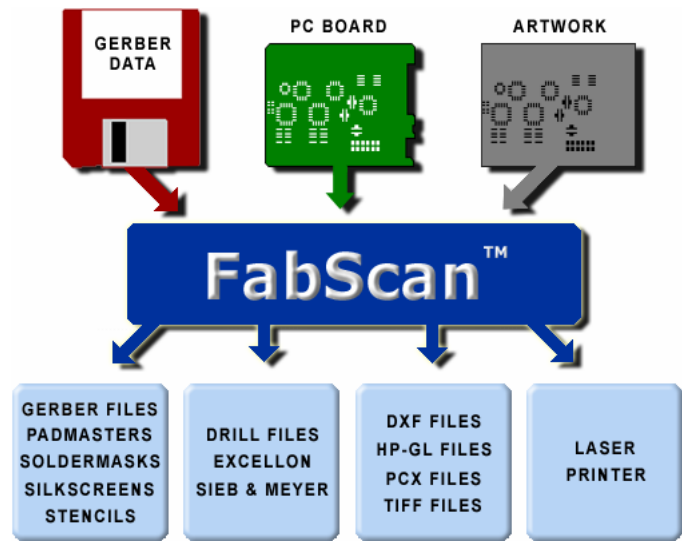 GERBER
DATA
PC BOARD
ARTWORK
FabScan™
GERBER FILES
PADMASTERS
SOLDERMASKS
SILKSCREENS
STENCILS
DRILL FILES
EXCELLON
SIEB & MEYER
DXF FILES
HP-GL FILES
PCX FILES
TIFF FILES
LASER
PRINTER